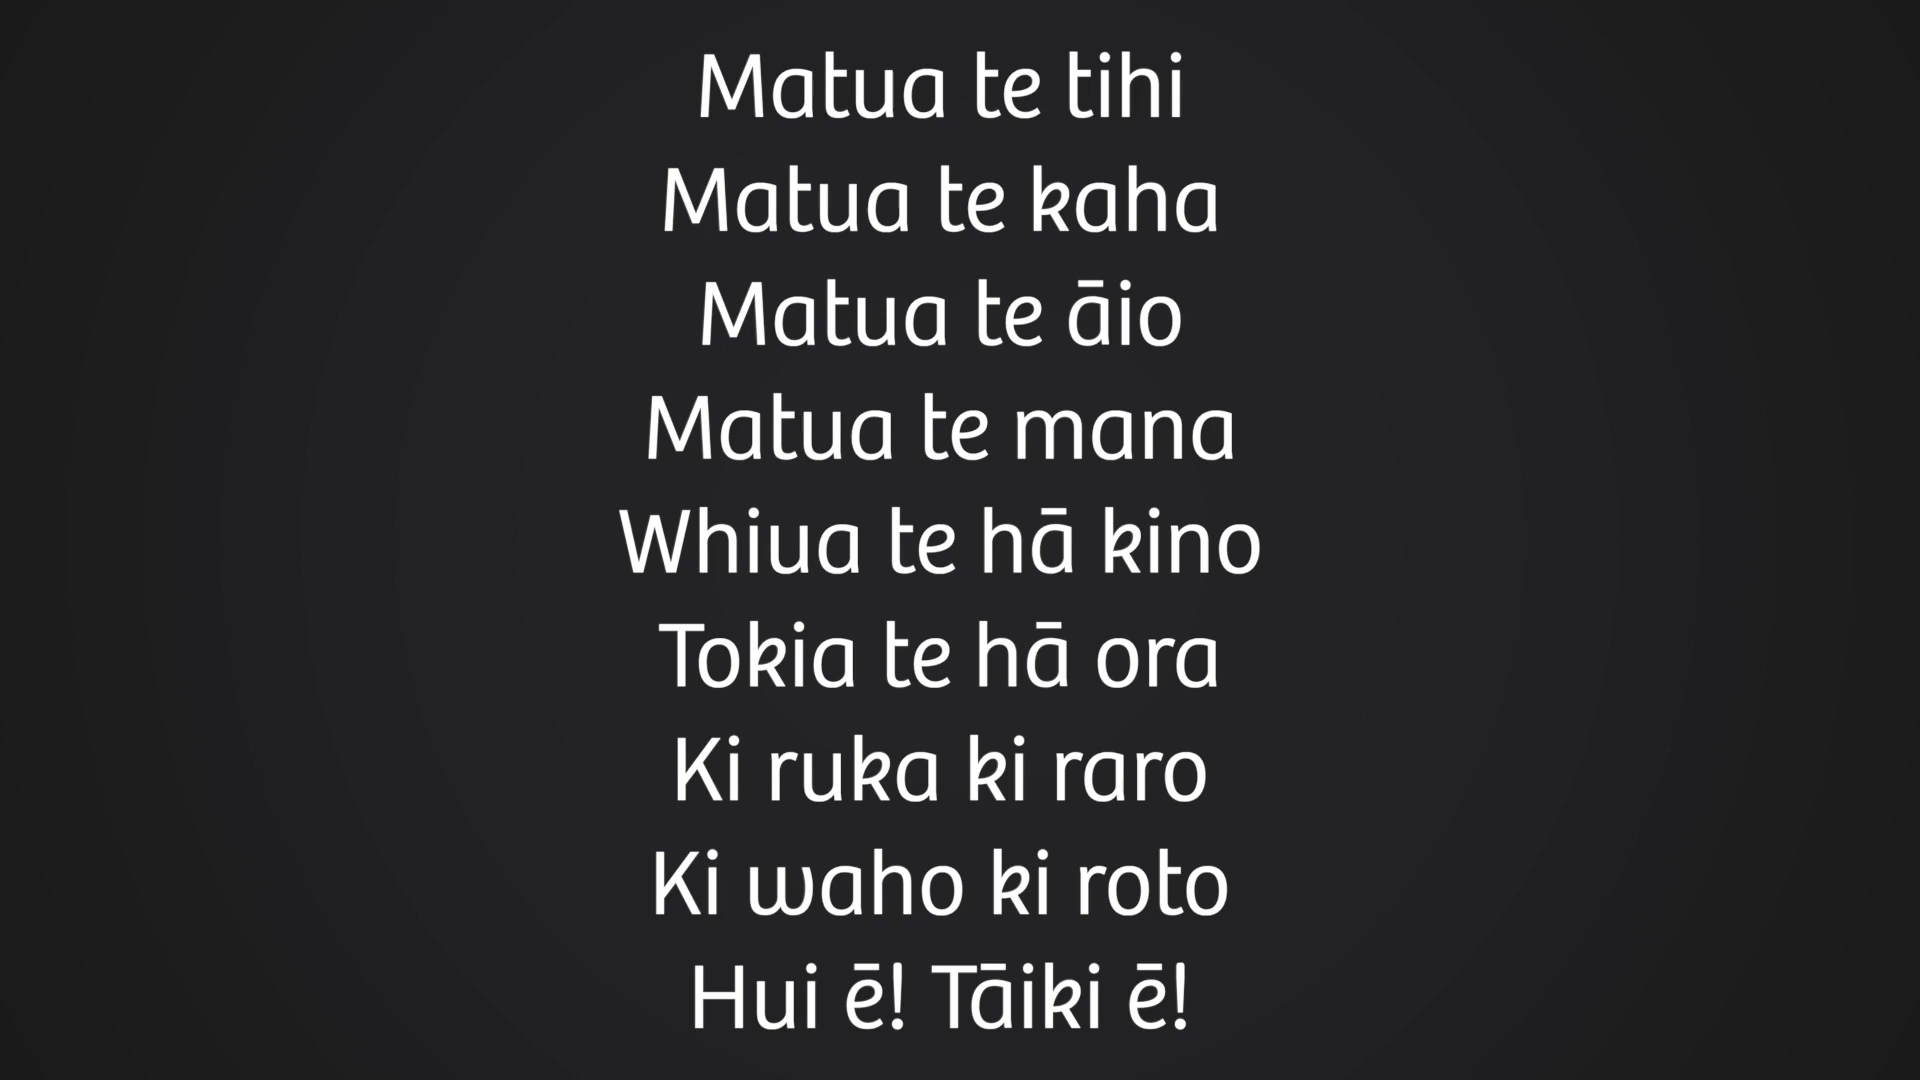 Matua te tihi
Matua te kaha
Matua te āio
Matua te mana
Whiua te hā kino
Tokia te hā ora
Ki ruka ki raro
Ki waho ki roto
Hui ē! Tāiki ē!